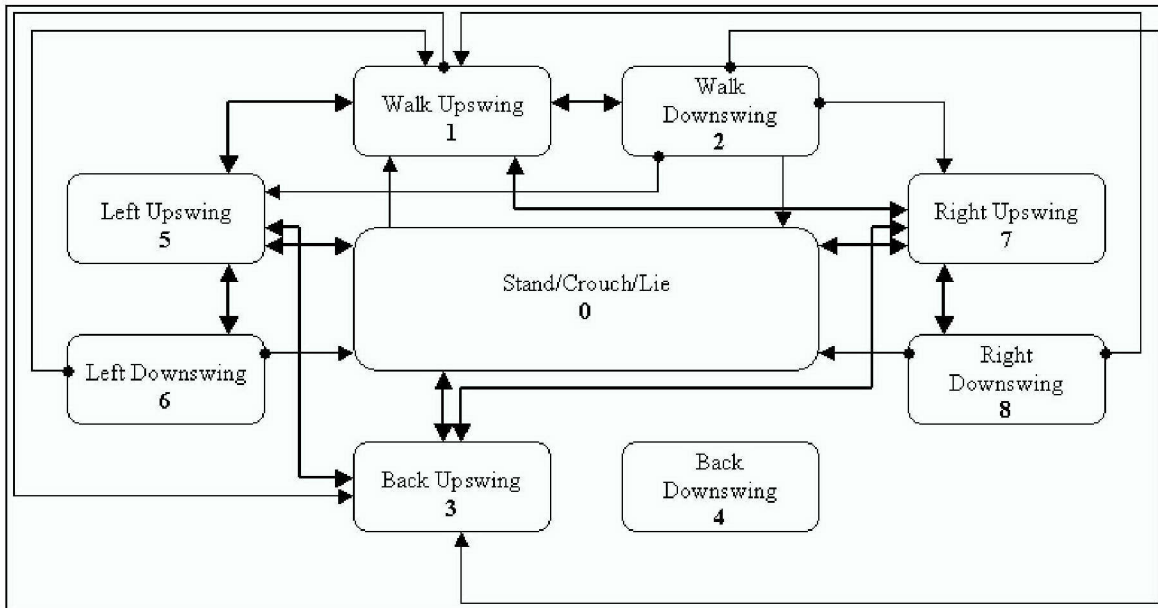 Walk Upswing
1
Walk
Downswing
2
Left Upswing
5
Right Upswing
7
Stand/Crouch/Lie
0
Left Downswing
6
Right
Downswing
8
Back Upswing
3
Back
Downswing
4